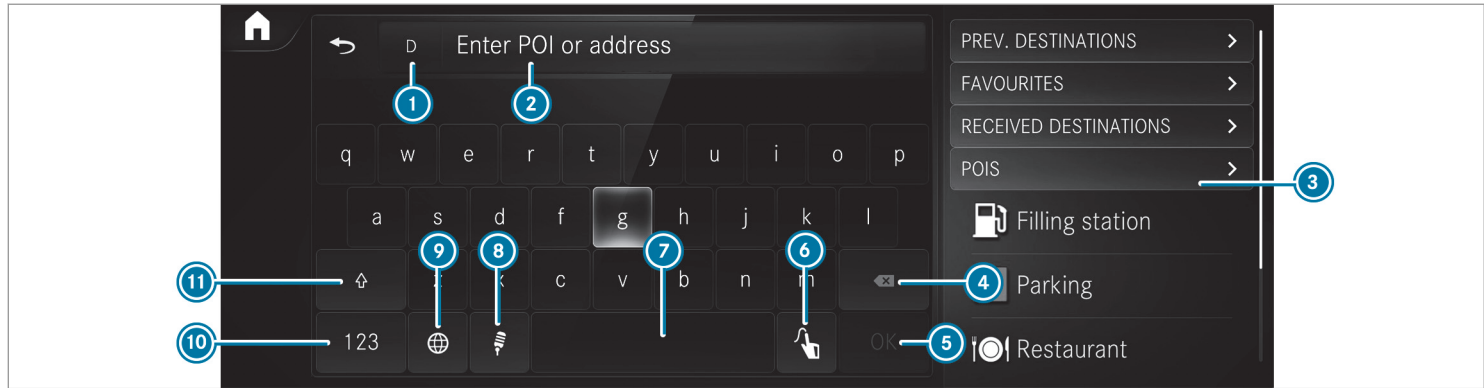 D Enter POI or address
1
2
q w e r t y u i o p
a s d f g h j k l
9
8
7
6
11
z x c v b n m
4
10
123
OK
5
PREV. DESTINATIONS
FAVOURITES
RECEIVED DESTINATIONS
POIS
3
Filling station
Parking
Restaurant